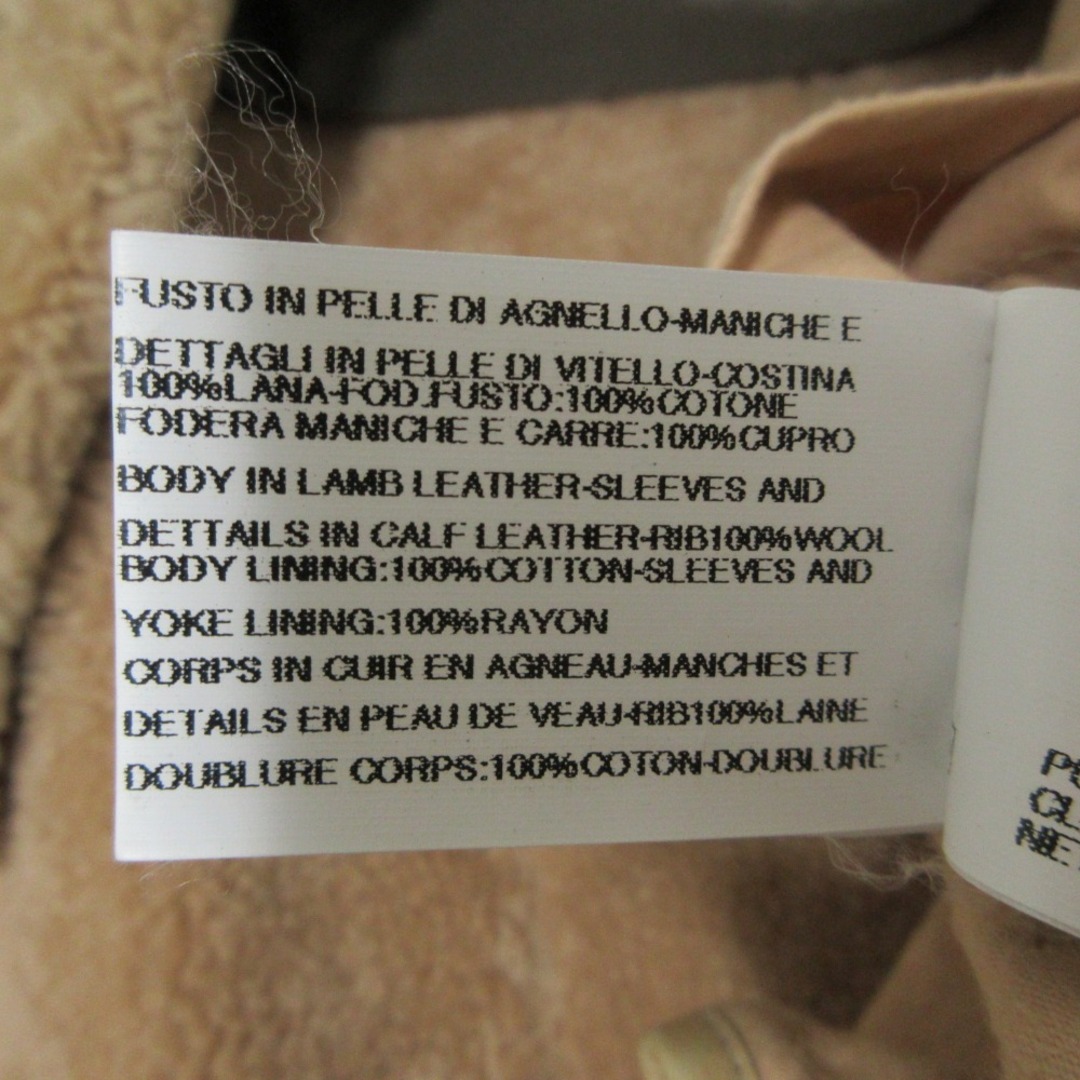 FUSTO IN PELLE DI AGNELLO-MANICHE E
DETTAGLI IN PELLE DI VITELLO-COSTINA
100%LANA-FOD.FUSTO:100%COTONE
FODERA MANICHE E CARRE:100%CUPRO
BODY IN LAMB LEATHER-SLEEVES AND
DETTAILS IN CALF LEATHER-RIB100%WOOL
BODY LINING:100%COTTON-SLEEVES AND
YOKE LINING:100%RAYON
CORPS IN CUIR EN AGNEAU-MANCHES ET
DETAILS EN PEAU DE VEAU-RIB100%LAINE
DOUBLURE CORPS:100%COTON-DOUBLURE